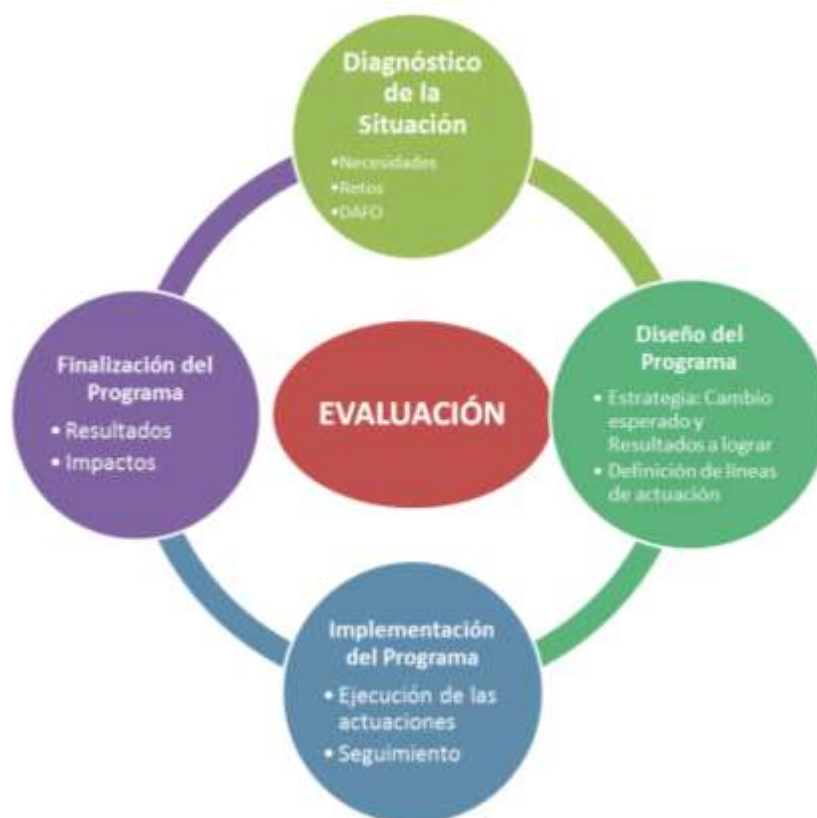 Diagnóstico
de la
Situación
•Necesidades
•Retos
•DAFO
Diseño del
Programa
• Estrategia: Cambio
esperado y
Resultados a lograr
• Definición de líneas
de actuación
EVALUACIÓN
Finalización del
Programa
• Resultados
• Impactos
Implementación
del Programa
• Ejecución de las
actuaciones
• Seguimiento